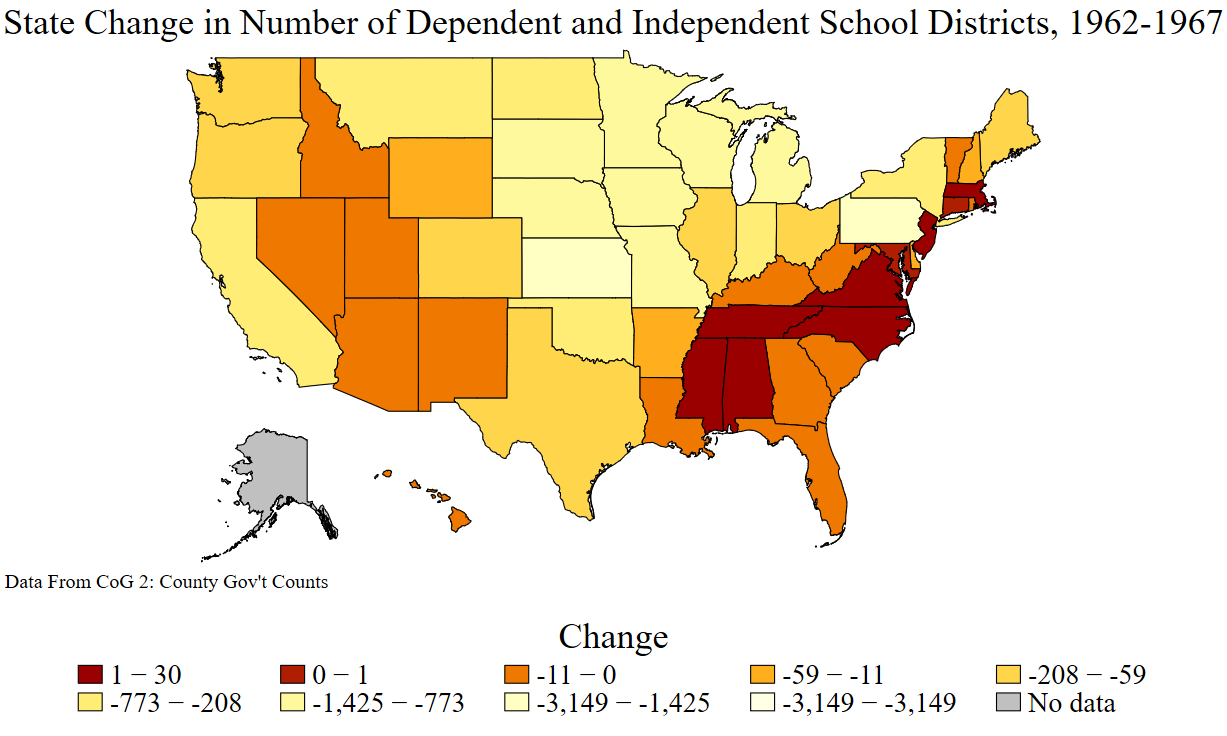 State Change in Number of Dependent and Independent School Districts, 1962-1967
Data From CoG 2: County Gov't Counts
Change
1 − 30
0 − 1
-11 − 0
-59 − -11
-208 − -59
-773 − -208
-1,425 − -773
-3,149 − -1,425
-3,149 − -3,149
No data